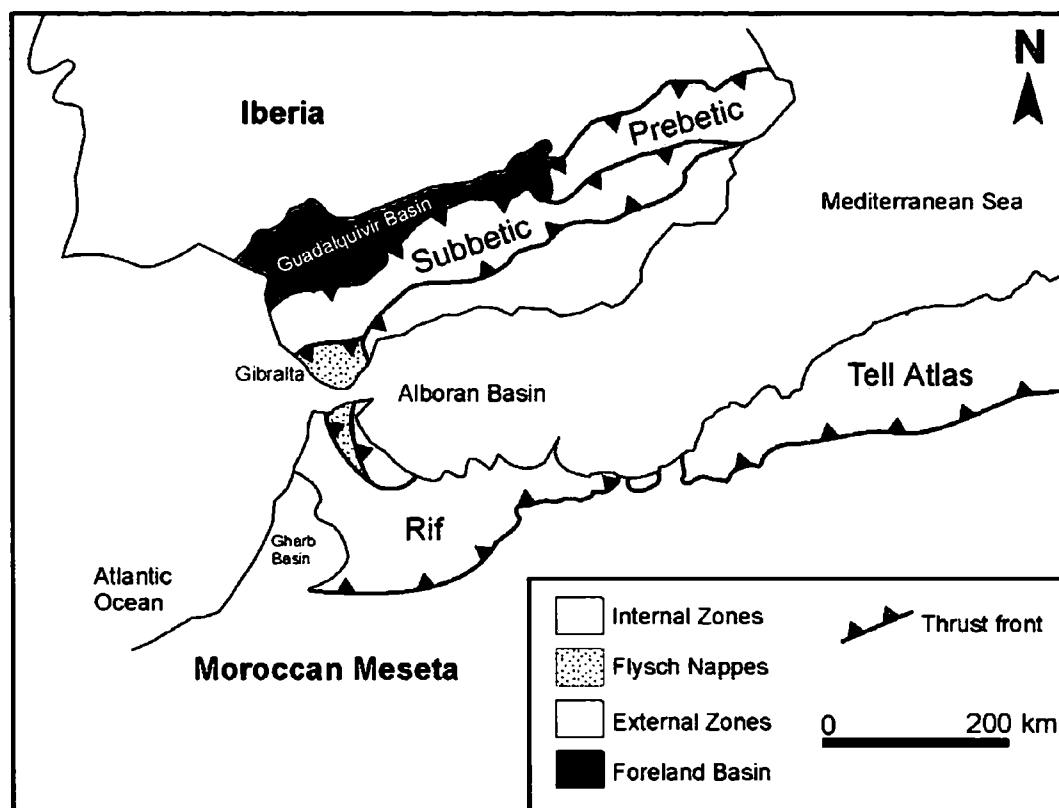 N
Iberia
Prebetic
Mediterranean Sea
Guadalquivir Basin
Subbetic
Gibralta
Alboran Basin
Tell Atlas
Rif
Gharb
Basin
Atlantic
Ocean
Moroccan Meseta
Internal Zones
Thrust front
Flysch Nappes
External Zones
0 200 km
Foreland Basin